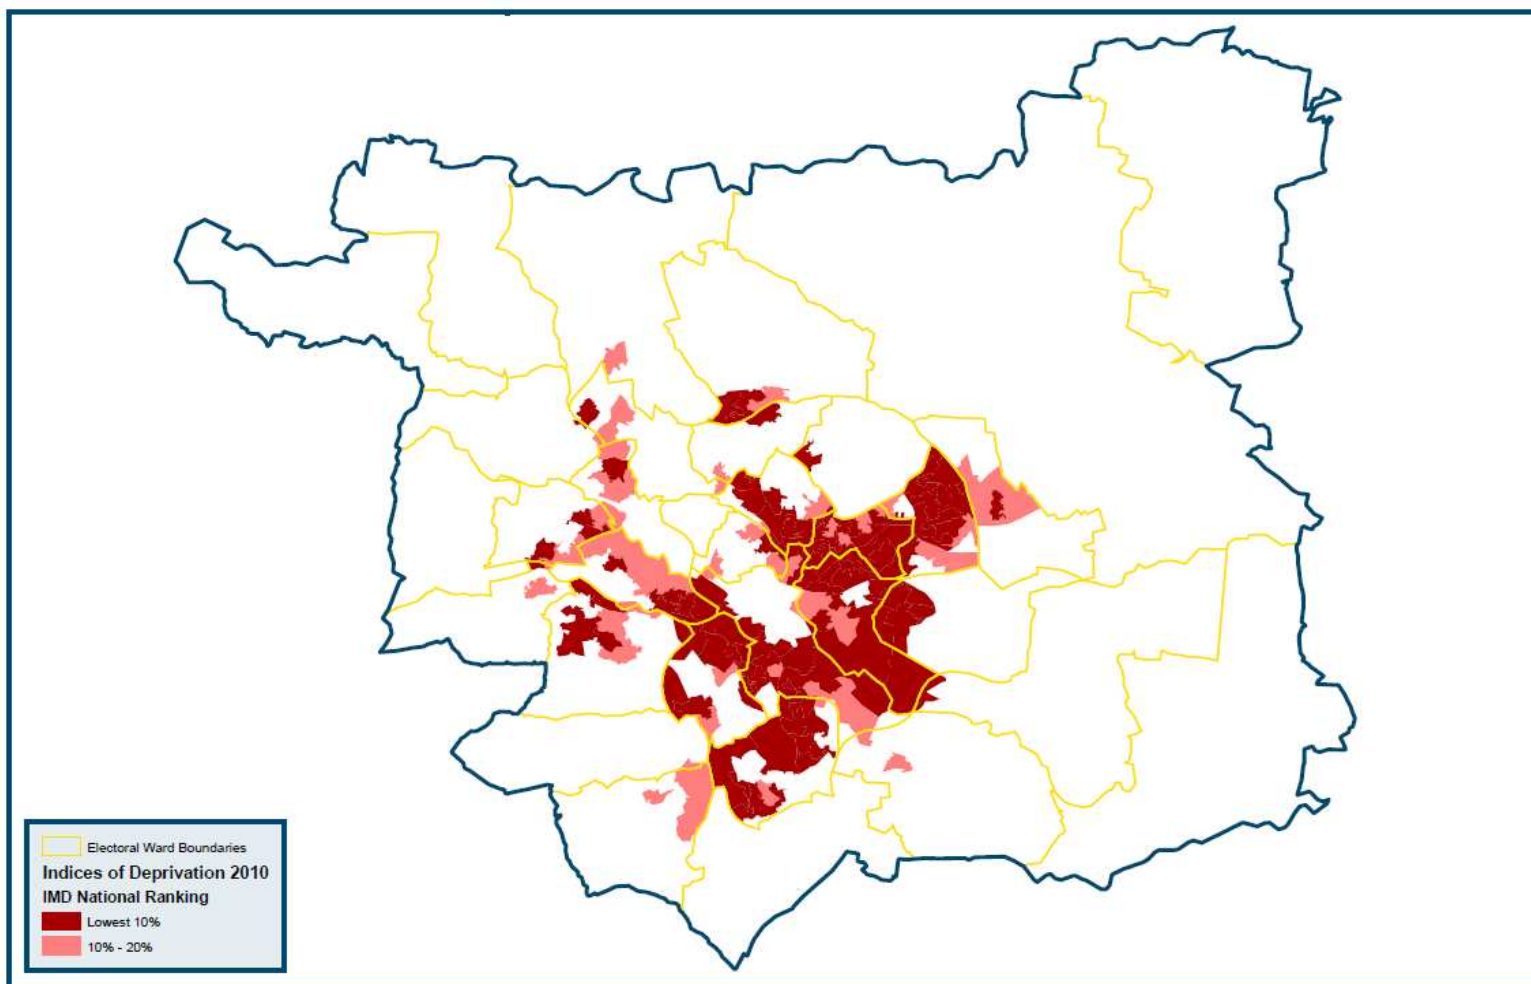 Electoral Ward Boundaries
Indices of Deprivation 2010
IMD National Ranking
Lowest 10%
10% - 20%